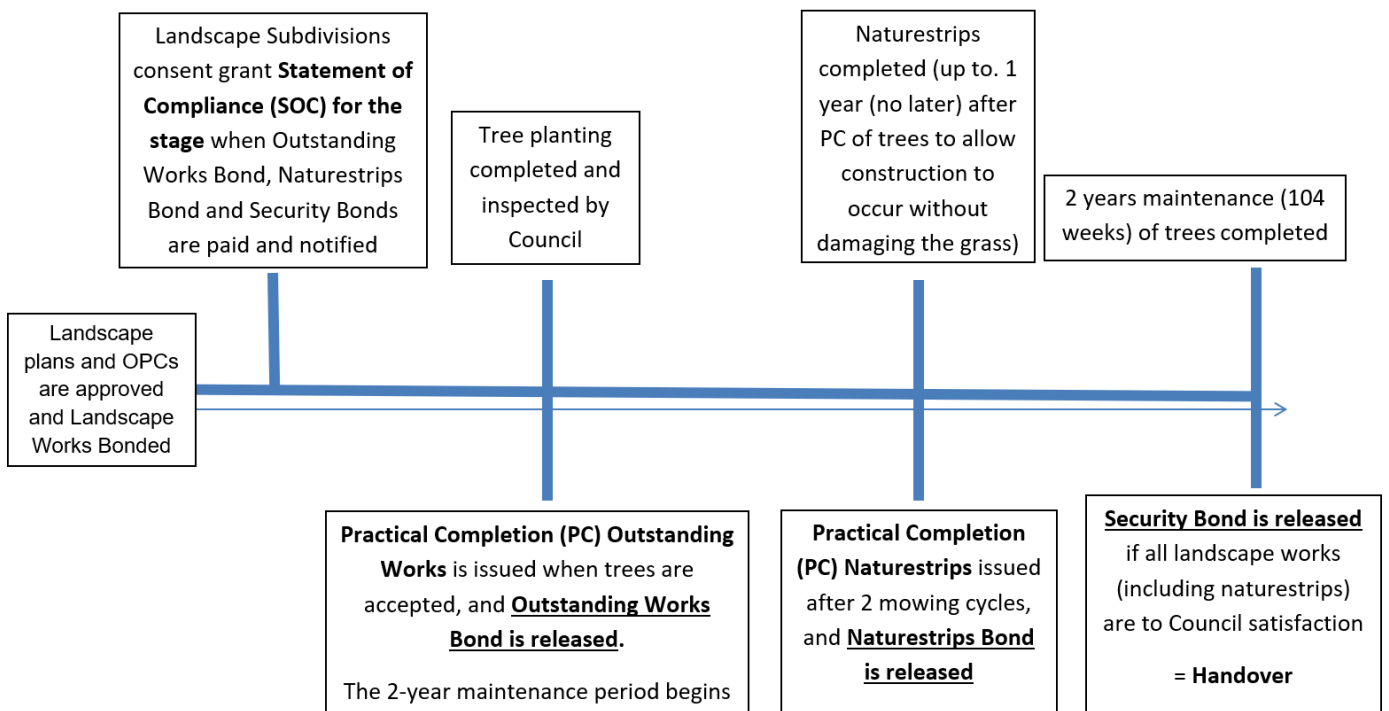 Landscape Subdivisions
consent grant Statement of
Compliance (SOC) for the
stage when Outstanding
Works Bond, Naturestrips
Bond and Security Bonds
are paid and notified
Tree planting
completed and
inspected by
Council
Naturestrips
completed (up to. 1
year (no later) after
PC of trees to allow
construction to
occur without
damaging the grass)
2 years maintenance (104
weeks) of trees completed
Landscape
plans and OPCs
are approved
and Landscape
Works Bonded
Practical Completion (PC) Outstanding
Works is issued when trees are
accepted, and Outstanding Works
Bond is released.
The 2-year maintenance period begins
Practical Completion
(PC) Naturestrips issued
after 2 mowing cycles,
and Naturestrips Bond
is released
Security Bond is released
if all landscape works
(including naturestrips)
are to Council satisfaction
= Handover